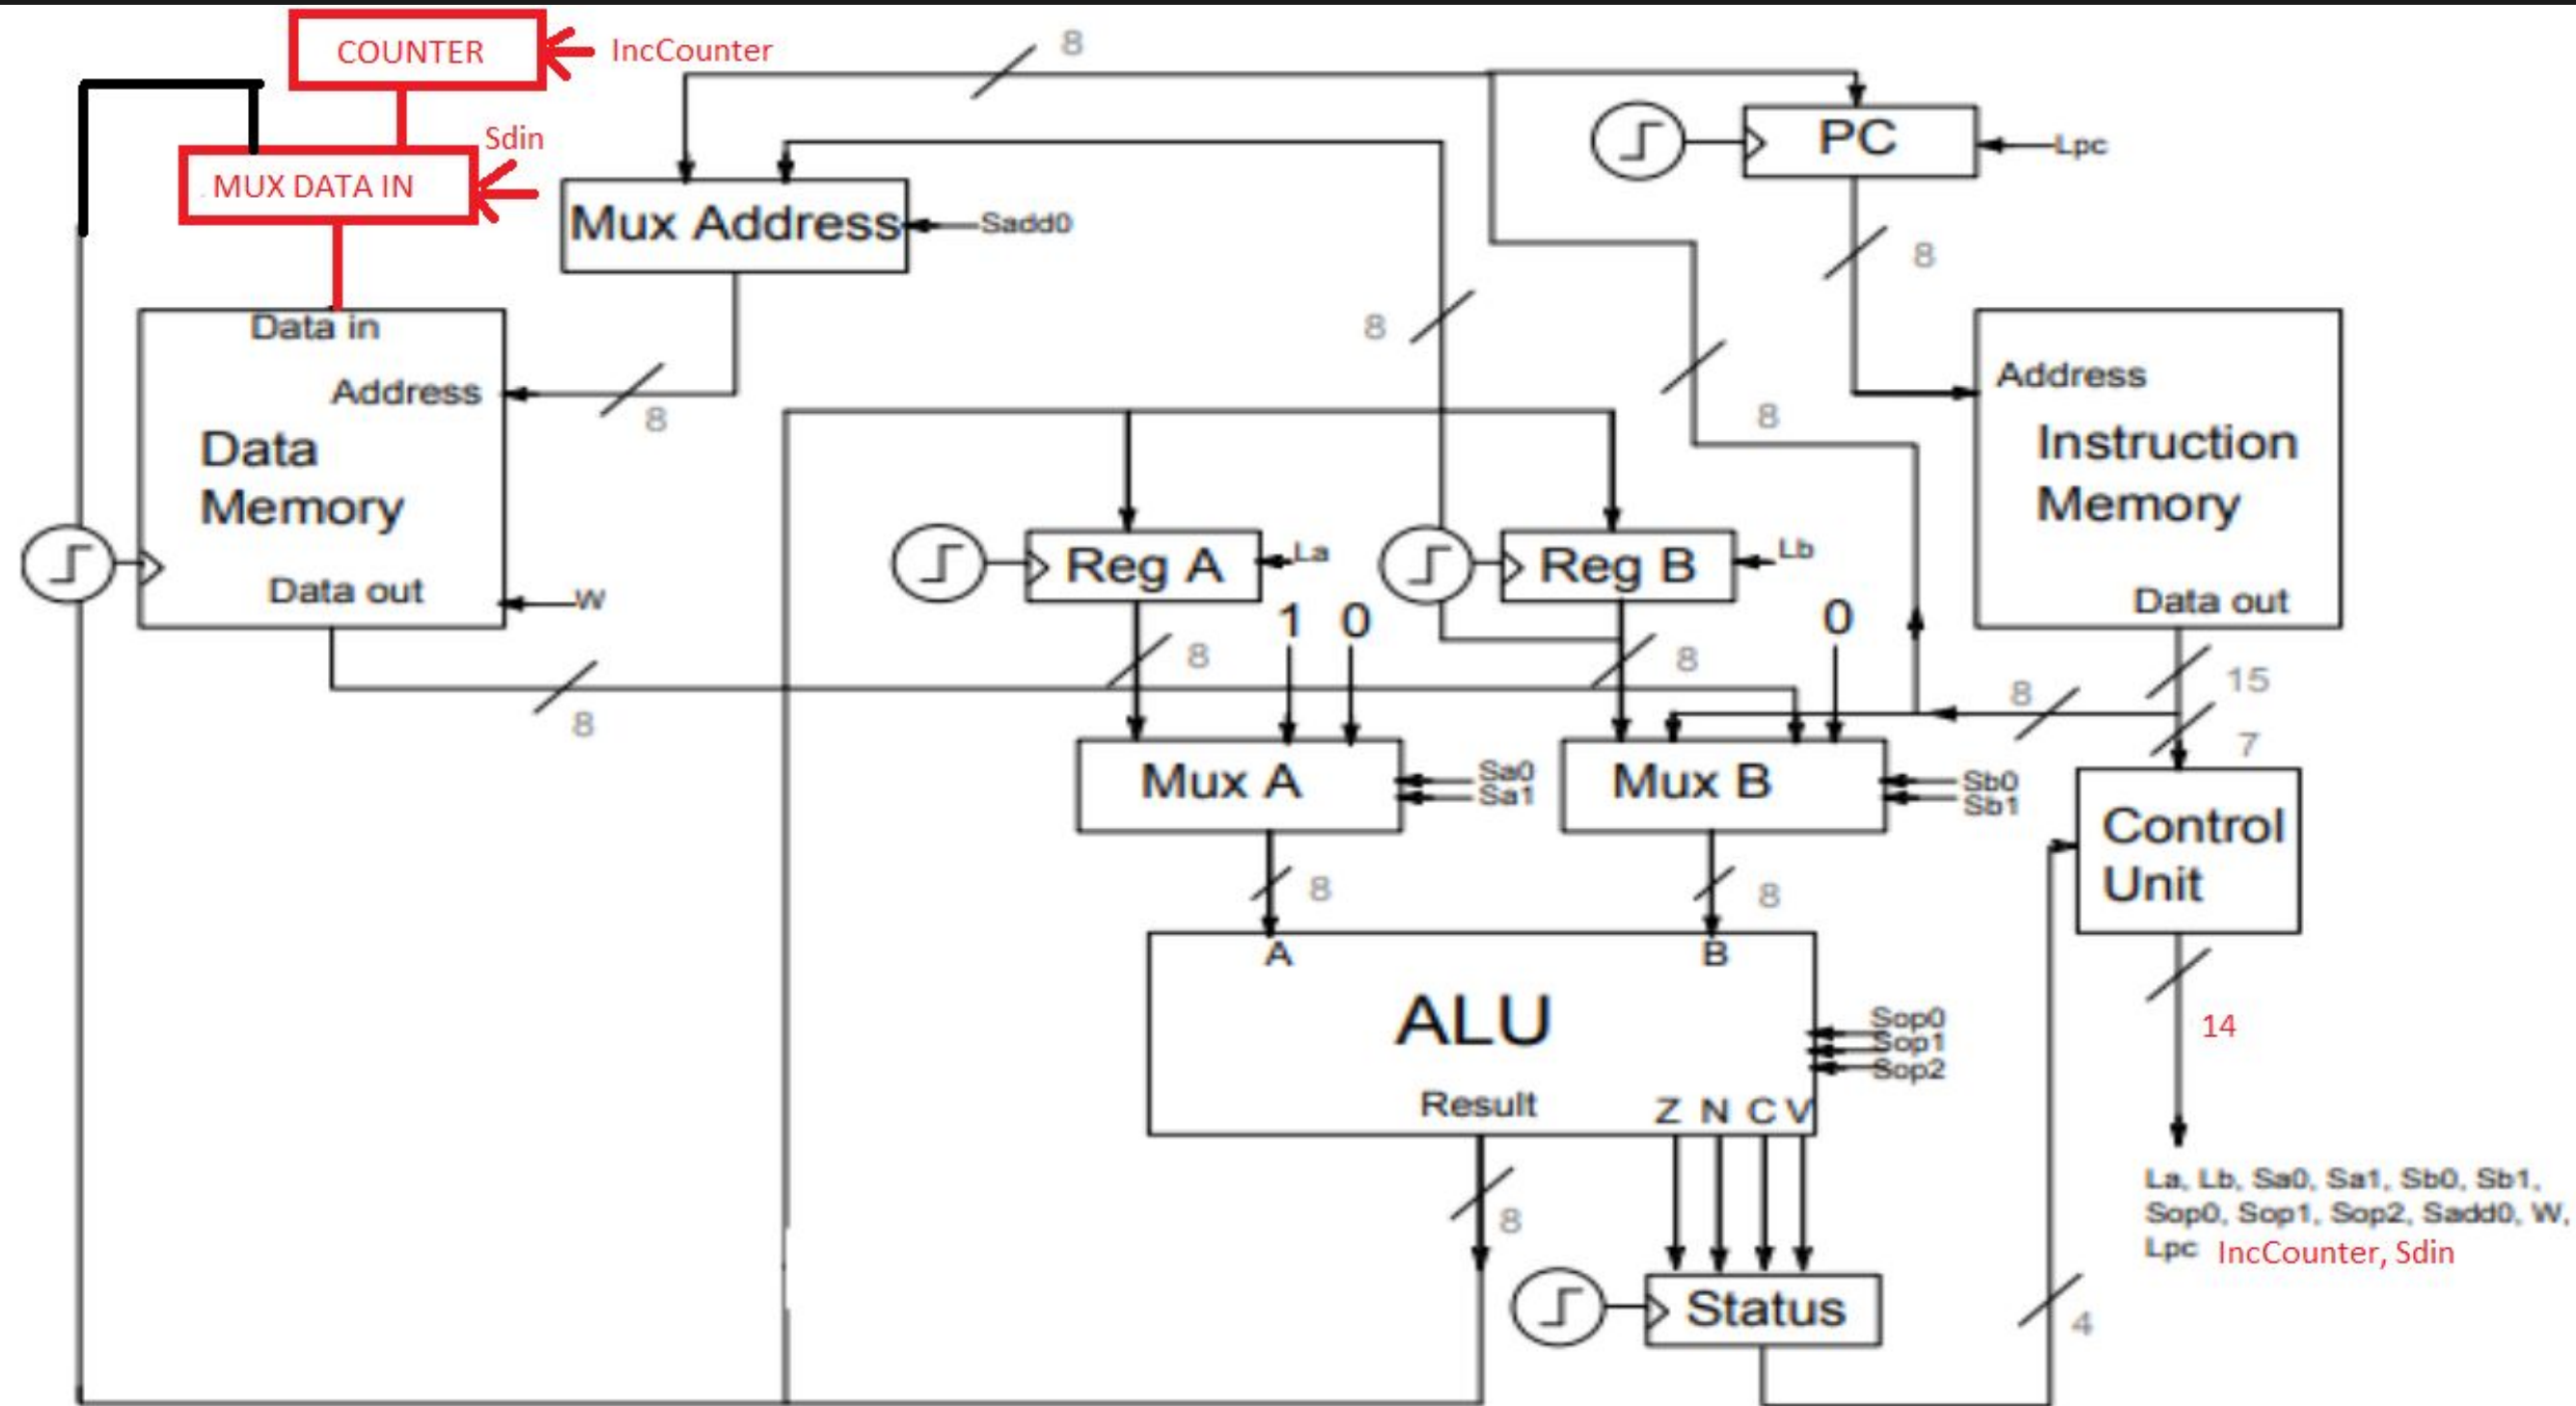 COUNTER
IncCounter
8
Sdin
MUX DATA IN
PC
Lpc
Mux Address
Sadd0
8
8
Data in
Address
8
Data
Memory
Data out
W
8
Address
Instruction
Memory
Data out
8
Reg A
La
Reg B
Lb
1 0
0
8
8
15
8
7
Mux A
Sa0
Sa1
Mux B
Sb0
Sb1
Control
Unit
8
8
A
B
ALU
Sop0
Sop1
Sop2
Result
Z N C V
14
8
La, Lb, Sa0, Sa1, Sb0, Sb1,
Sop0, Sop1, Sop2, Sadd0, W,
Lpc IncCounter, Sdin
Status
4